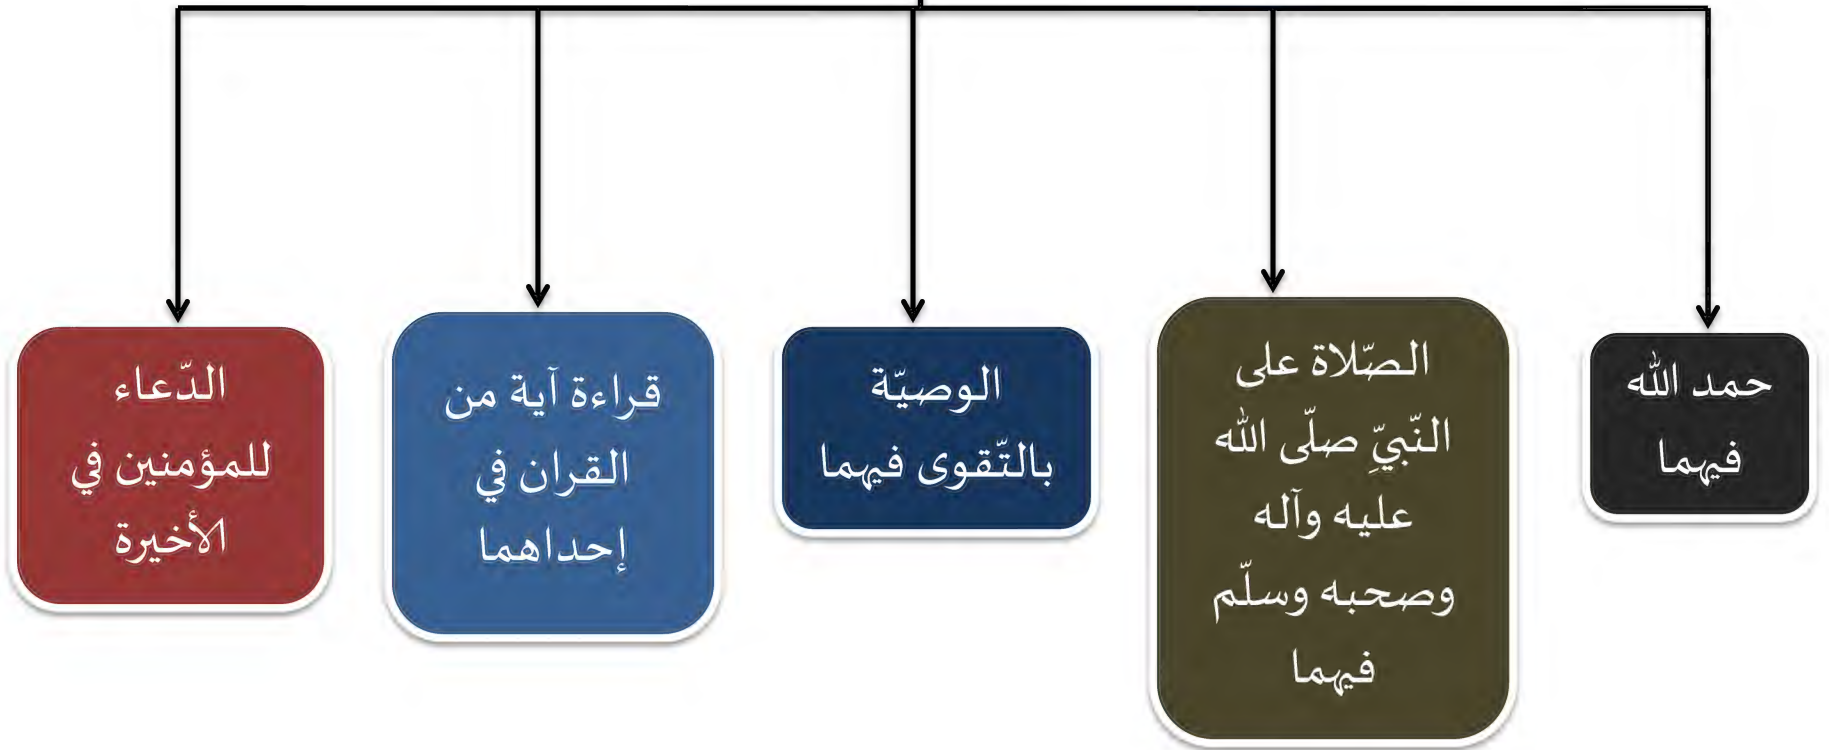 حمد الله
فيهما
الصّلاة على
النّبيِّ صلّى الله
عليه وآله
وصحبه وسلّم
فيهما
الوصيّة
بالتّقوى فيهما
قراءة آية من
القران في
إحداهما
الدّعاء
للمؤمنين في
الأخيرة